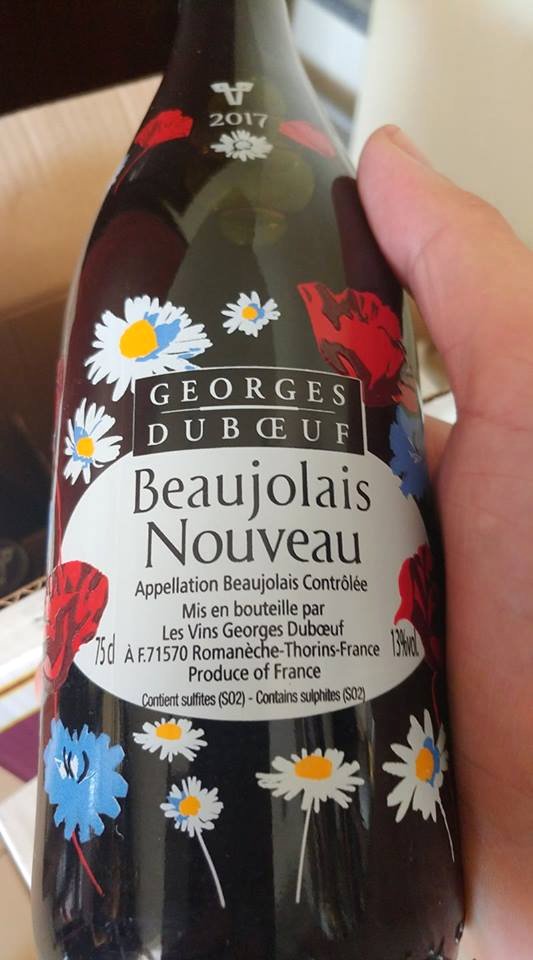 2017
GEORGES
DUBŒUF
Beaujolais
Nouveau
Appellation Beaujolais Contrôlée
Mis en bouteille par
Les Vins Georges Dubœuf
75cl À F.71570 Romanèche-Thorins-France 13%vol.
Produce of France
Contient sulfites (SO2) - Contains sulphites (SO2)